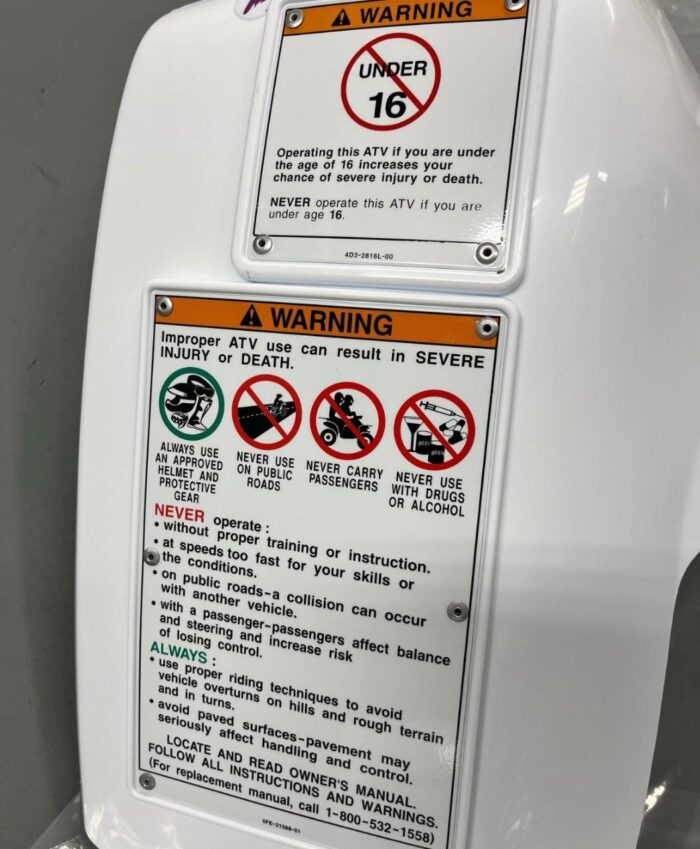 WARNING
UNDER
16
Operating this ATV if you are under
the age of 16 increases your
chance of severe injury or death.
NEVER operate this ATV if you are
under age 16.
4D3-2816L-00
WARNING
Improper ATV use can result in SEVERE
INJURY or DEATH.
ALWAYS USE
AN APPROVED
HELMET AND
PROTECTIVE
GEAR
NEVER USE
ON PUBLIC
ROADS
NEVER CARRY
PASSENGERS
NEVER USE
WITH DRUGS
OR ALCOHOL
NEVER operate :
• without proper training or instruction.
• at speeds too fast for your skills or
the conditions.
• on public roads-a collision can occur
with another vehicle.
• with a passenger-passengers affect balance
and steering and increase risk
of losing control.
ALWAYS :
• use proper riding techniques to avoid
vehicle overturns on hills and rough terrain
and in turns.
• avoid paved surfaces-pavement may
seriously affect handling and control.
LOCATE AND READ OWNER'S MANUAL.
FOLLOW ALL INSTRUCTIONS AND WARNINGS.
(For replacement manual, call 1-800-532-1558)